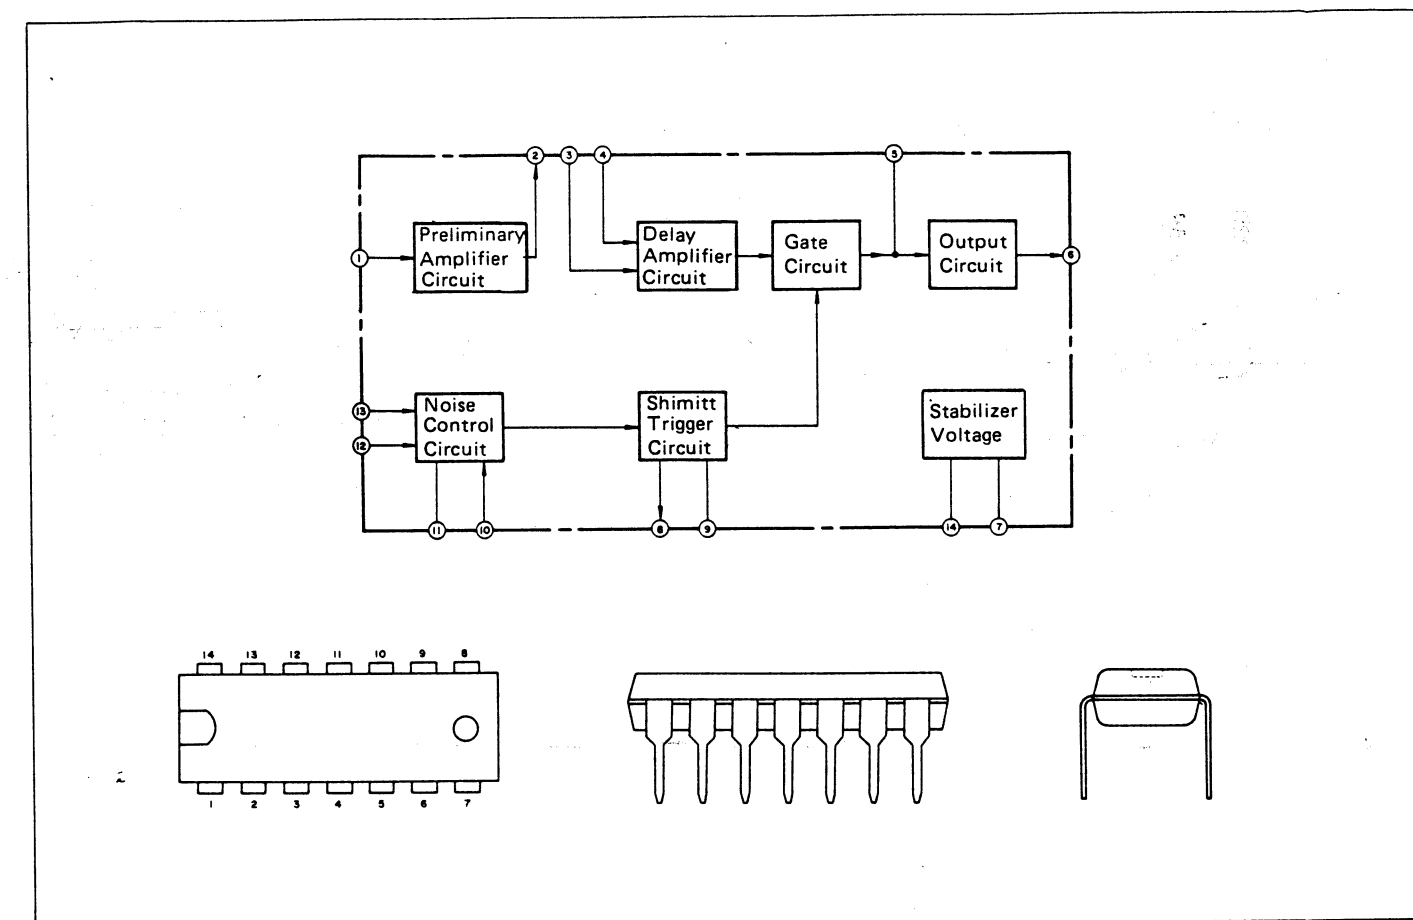 2 3 4 5
Preliminary
Amplifier
Circuit
Delay
Amplifier
Circuit
Gate
Circuit
Output
Circuit
1
6
Noise
Control
Circuit
Shimitt
Trigger
Circuit
Stabilizer
Voltage
13
12
11 10 8 9 14 7
14 13 12 11 10 9 8
1 2 3 4 5 6 7